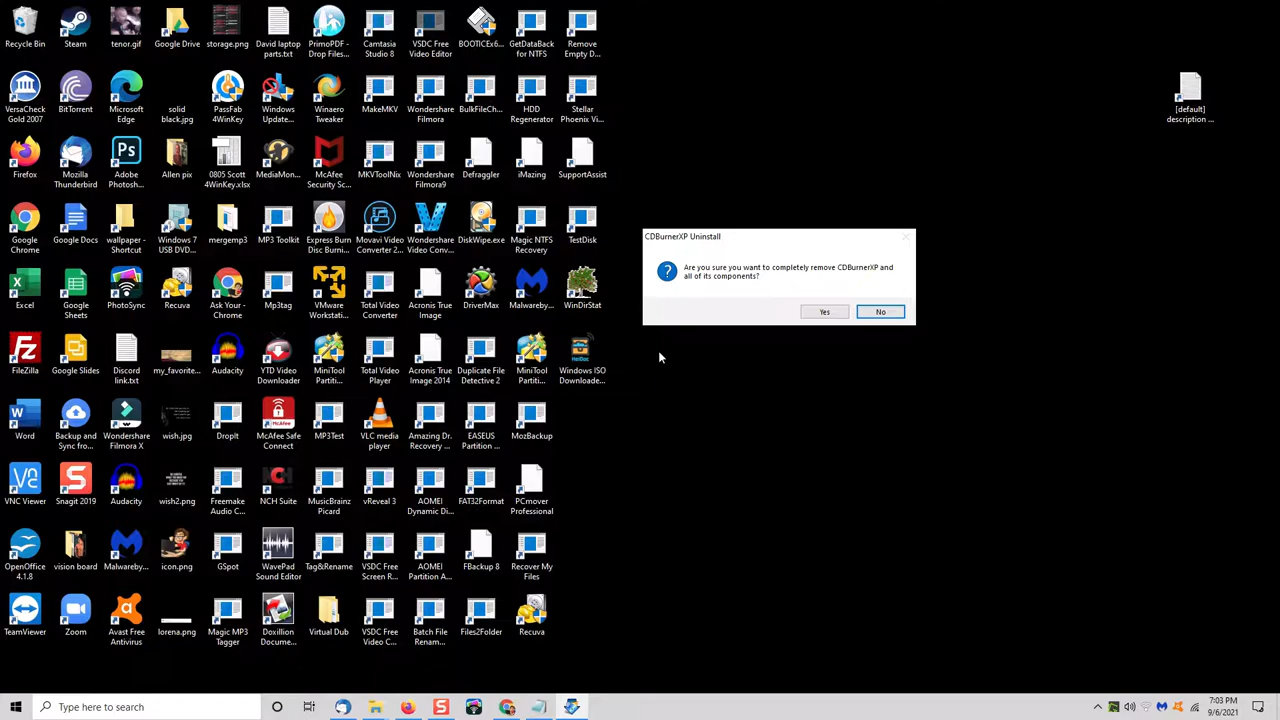 Recycle Bin
Steam
tenor.gif
Google Drive
storage.png
David laptop
parts.txt
PrimoPDF -
Drop Files...
Camtasia
Studio 8
VSDC Free
Video Editor
BOOTICEx6...
GetDataBack
for NTFS
Remove
Empty D...
VersaCheck
Gold 2007
BitTorrent
Microsoft
Edge
solid
black.jpg
PassFab
4WinKey
Windows
Update...
Winaero
Tweaker
MakeMKV
Wondershare
Filmora
BulkFileCh...
HDD
Regenerator
Stellar
Phoenix Vi...
[default]
description ...
Firefox
Mozilla
Thunderbird
Ps
Adobe
Photosh...
Allen pix
0805 Scott
4WinKey.xlsx
MediaMon...
McAfee
Security Sc...
MKVToolNix
Wondershare
Filmora9
Defraggler
iMazing
SupportAssist
Google
Chrome
Google Docs
wallpaper -
Shortcut
Windows 7
USB DVD...
mergemp3
MP3 Toolkit
Express Burn
Disc Burni...
Movavi Video
Converter 2...
Wondershare
Video Conv...
DiskWipe.exe
Magic NTFS
Recovery
TestDisk
CDBurnerXP Uninstall
Are you sure you want to completely remove CDBurnerXP and
all of its components?
Yes
No
Excel
Google
Sheets
PhotoSync
Recuva
Ask Your -
Chrome
Mp3tag
VMware
Workstati...
Total Video
Converter
Acronis True
Image
DriverMax
Malwareby...
WinDirStat
FileZilla
Google Slides
Discord
link.txt
my_favorite...
Audacity
YTD Video
Downloader
MiniTool
Partiti...
Total Video
Player
Acronis True
Image 2014
Duplicate File
Detective 2
MiniTool
Partiti...
HeiDoc
Windows ISO
Downloade...
Word
Backup and
Sync fro...
Wondershare
Filmora X
wish.jpg
DropIt
McAfee Safe
Connect
MP3Test
VLC media
player
Amazing Dr.
Recovery ...
EASEUS
Partition ...
MozBackup
VNC Viewer
Snagit 2019
Audacity
wish2.png
Freemake
Audio C...
NCH
NCH Suite
MusicBrainz
Picard
vReveal 3
AOMEI
Dynamic Di...
FAT32Format
PCmover
Professional
OpenOffice
4.1.8
vision board
Malwareby...
icon.png
GSpot
WavePad
Sound Editor
Tag&Rename
VSDC Free
Screen R...
AOMEI
Partition A...
FBackup 8
Recover My
Files
TeamViewer
Zoom
Avast Free
Antivirus
lorena.png
Magic MP3
Tagger
Doxillion
Docume...
Virtual Dub
VSDC Free
Video C...
Batch File
Renam...
Files2Folder
Recuva
Type here to search
7:03 PM
9/6/2021